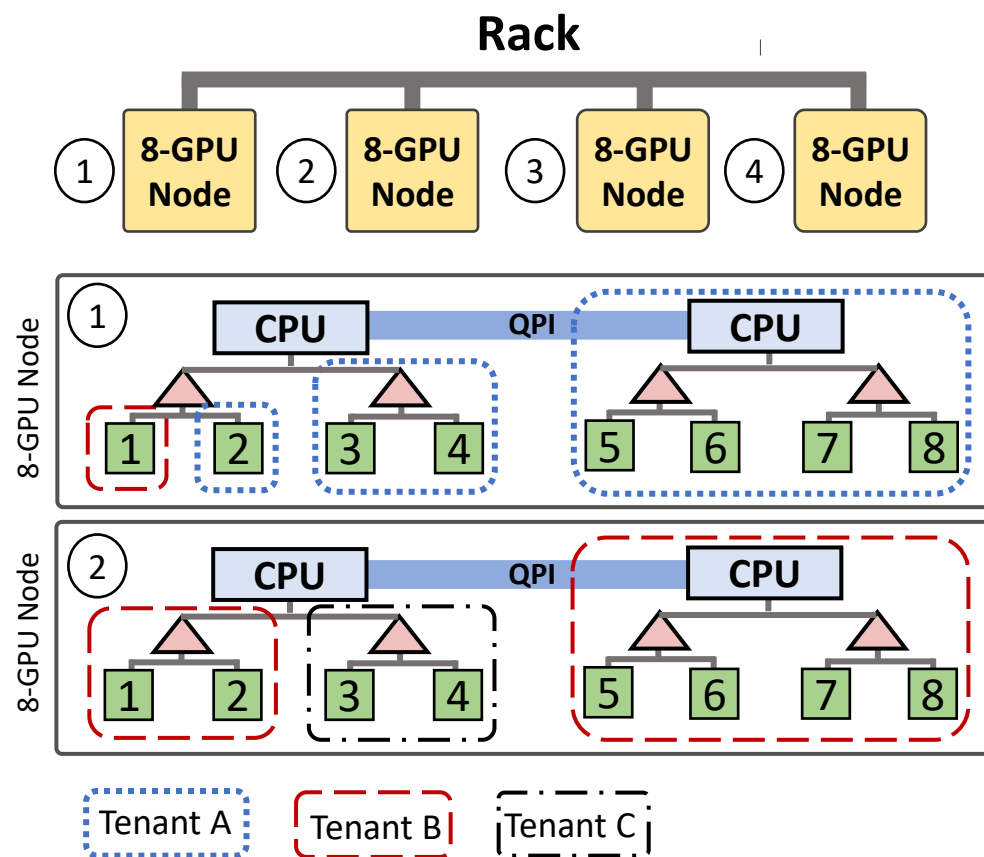 Rack
1
8-GPU
Node
2
8-GPU
Node
3
8-GPU
Node
4
8-GPU
Node
8-GPU Node
1
CPU
QPI
CPU
1
2
3
4
5
6
7
8
8-GPU Node
2
CPU
QPI
CPU
1
2
3
4
5
6
7
8
Tenant A
Tenant B
Tenant C